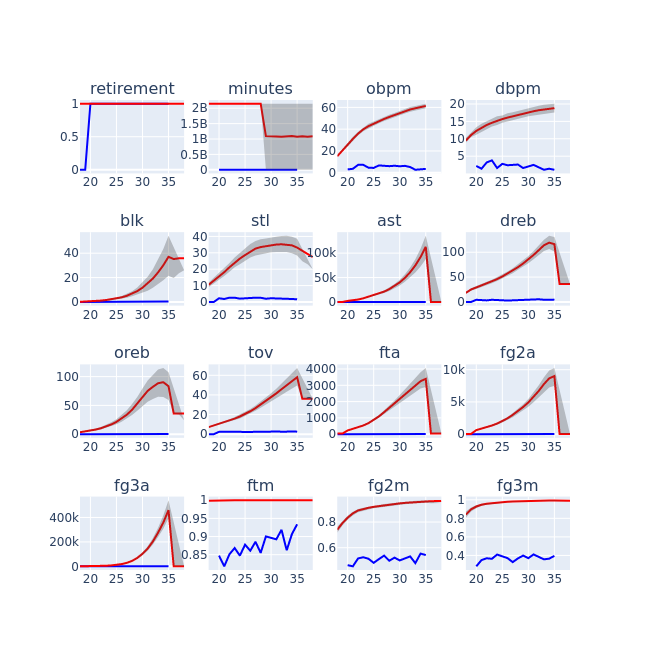 retirement minutes obpm dbpm
1 0.5 0 20 25 30 35
2B 1.5B 1B 0.5B 0 20 25 30 35
60 40 20 0 20 25 30 35
20 15 10 5 20 25 30 35
blk stl ast dreb
40 20 0 20 25 30 35
40 30 20 10 0 20 25 30 35
100k 50k 0 20 25 30 35
100 50 0 20 25 30 35
oreb tov fta fg2a
100 50 0 20 25 30 35
60 40 20 0 20 25 30 35
4000 3000 2000 1000 0 20 25 30 35
10k 5k 0 20 25 30 35
fg3a ftm fg2m fg3m
400k 200k 0 20 25 30 35
1 0.95 0.9 0.85 20 25 30 35
0.8 0.6 20 25 30 35
1 0.8 0.6 0.4 20 25 30 35